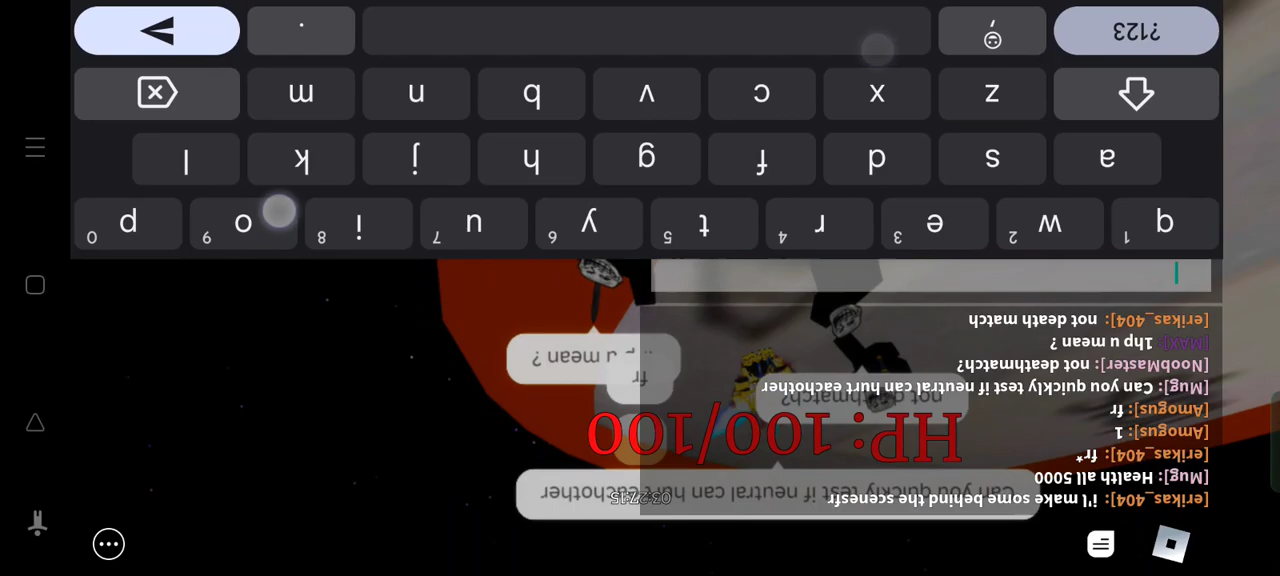 [erikas_404]: i'l make some behind the scenesfr
[Mug]: Health all 5000
[erikas_404]: fr*
[Amogus]: 1
[Amogus]: fr
[Mug]: Can you quickly test if neutral can hurt eachother
[NoobMaster]: not deathmatch?
[MAX]: 1hp u mean ?
[erikas_404]: not death match
Can you quickly test if neutral can hurt eachother
HP: 100/100
not deathmatch?
fr
u mean ?
q 1 w 2 e 3 r 4 t 5 y 6 u 7 i 8 o 9 p 0
a s d f g h j k l
z x c v b n m
?123 , .